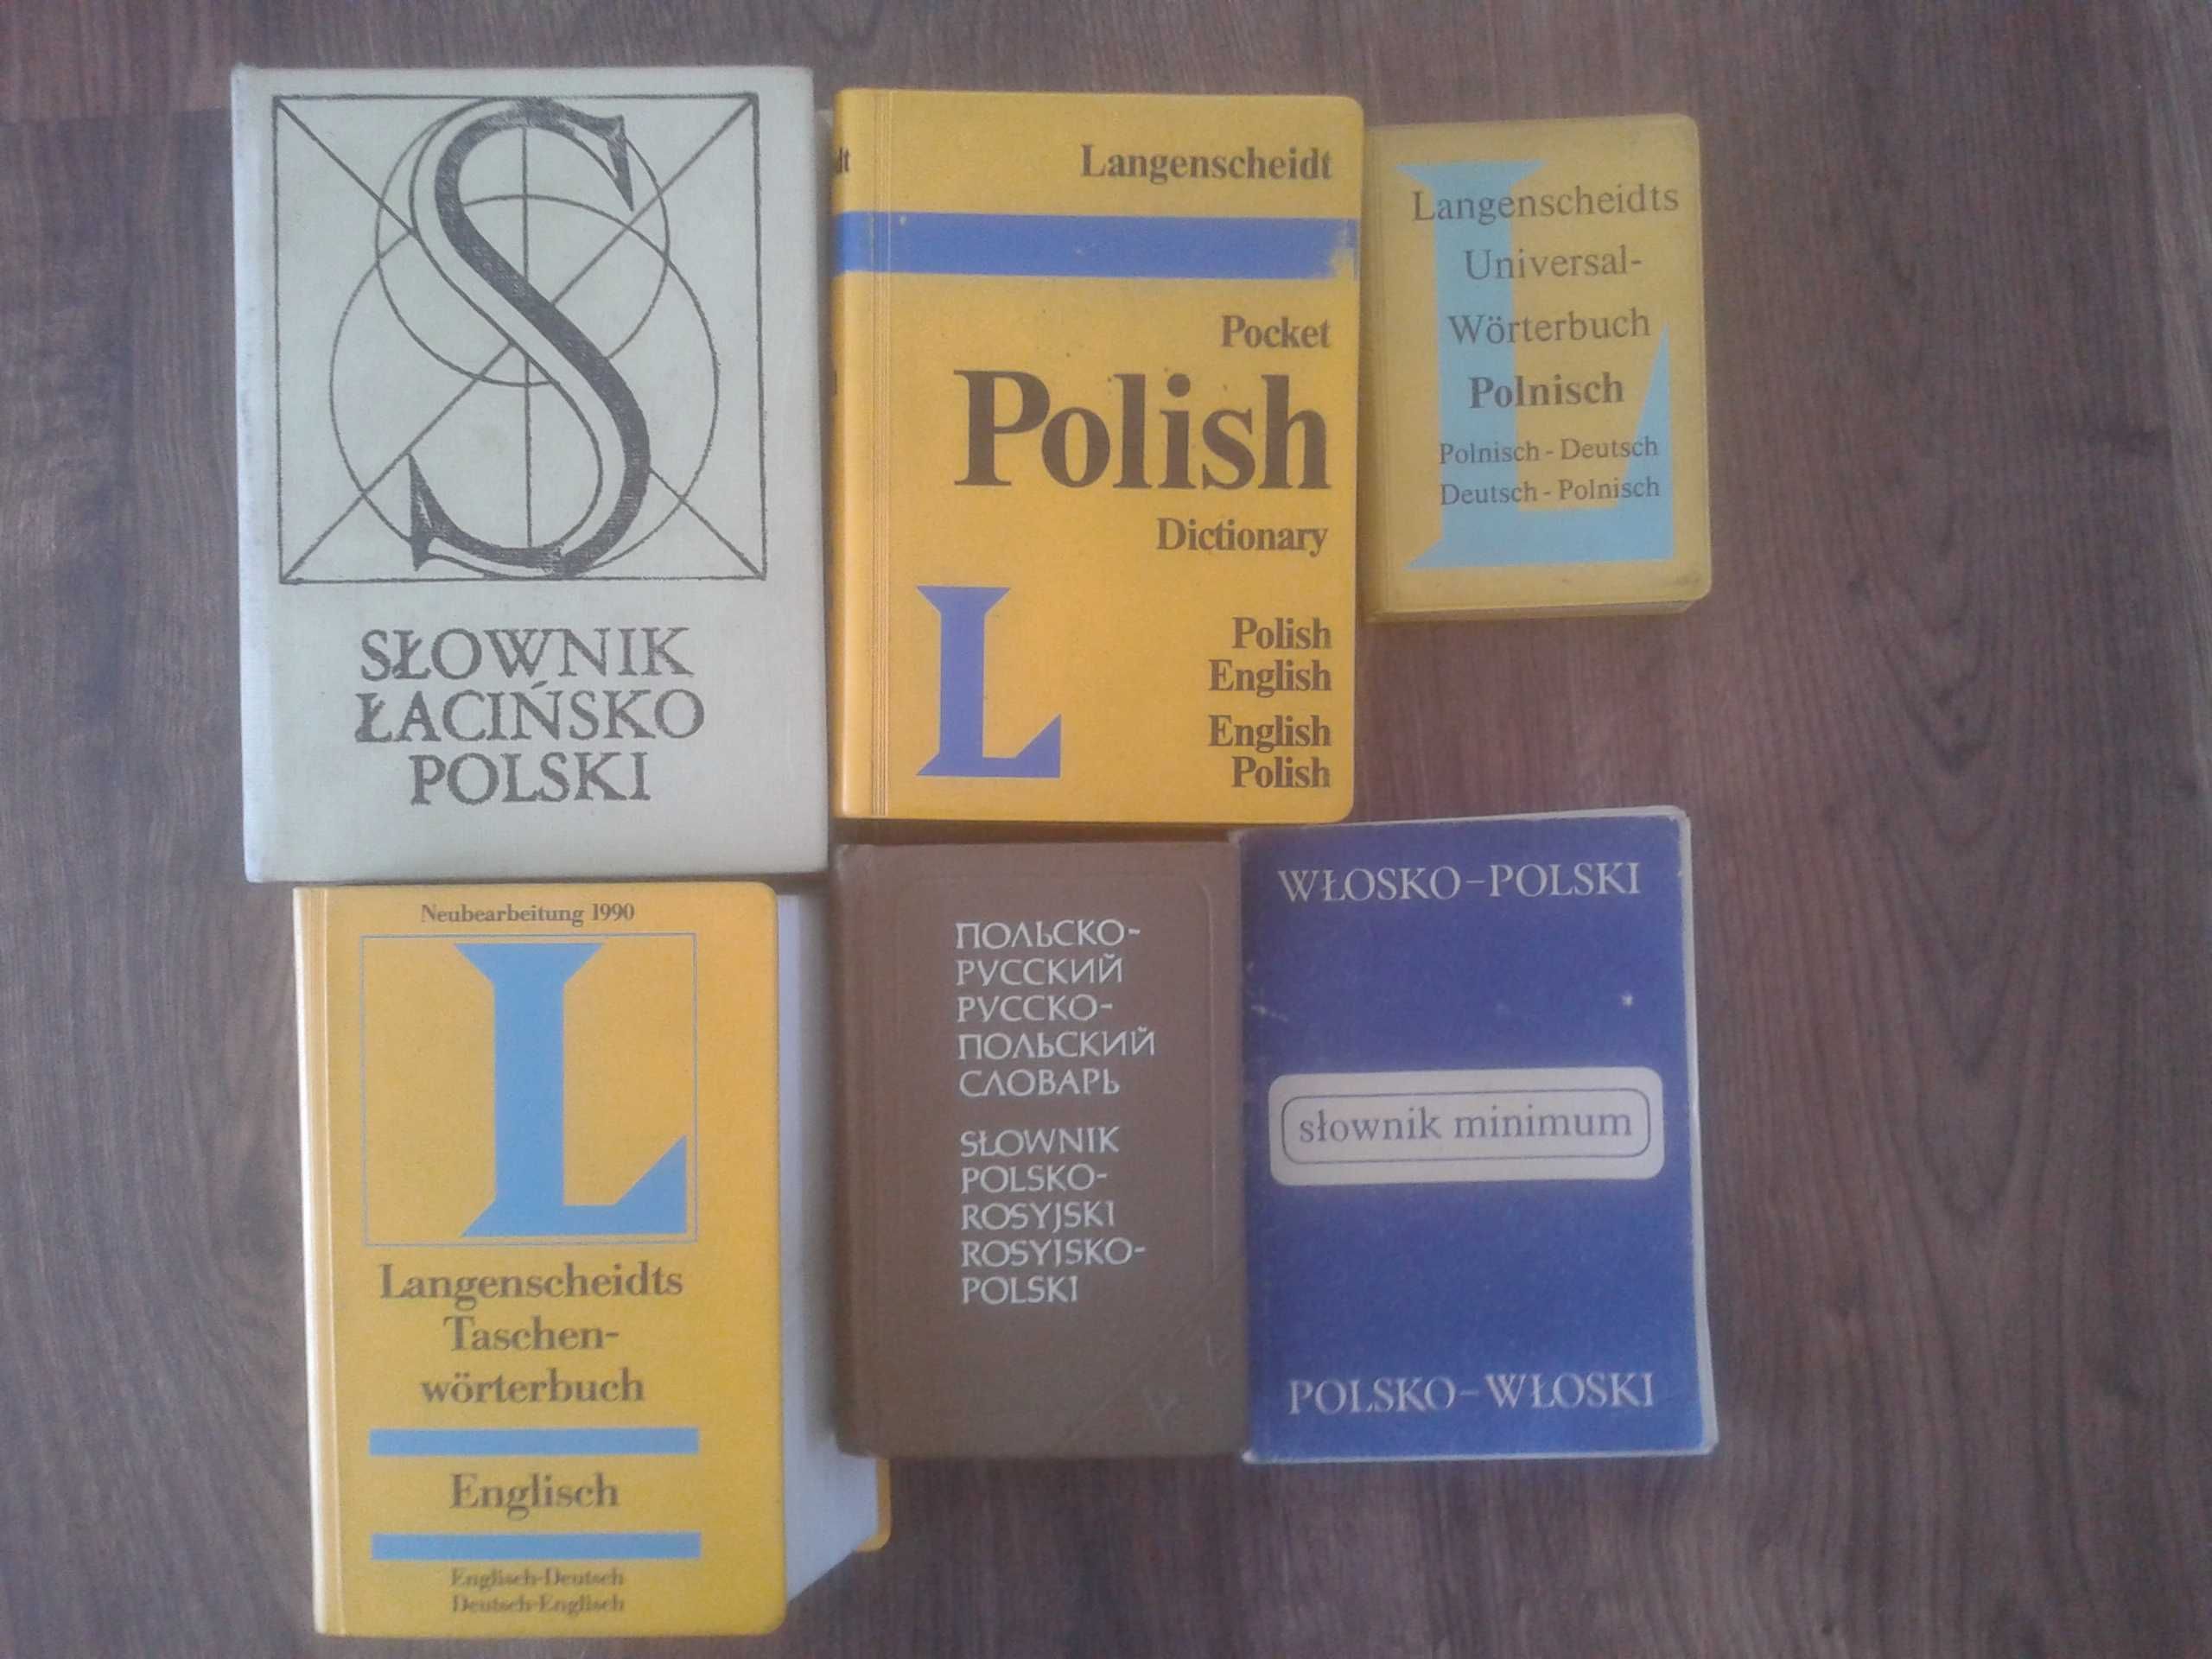 S
SŁOWNIK
ŁACIŃSKO
POLSKI
dt
Langenscheidt
Pocket
Polish
Dictionary
L
Polish
English
English
Polish
L
Langenscheidts
Universal-
Wörterbuch
Polnisch
Polnisch - Deutsch
Deutsch - Polnisch
Neubearbeitung 1990
L
Langenscheidts
Taschen-
wörterbuch
Englisch
Englisch-Deutsch
Deutsch-Englisch
ПОЛЬСКО-
РУССКИЙ
РУССКО-
ПОЛЬСКИЙ
СЛОВАРЬ
SŁOWNIK
POLSKO-
ROSYJSKI
ROSYJSKO-
POLSKI
WŁOSKO-POLSKI
słownik minimum
POLSKO-WŁOSKI